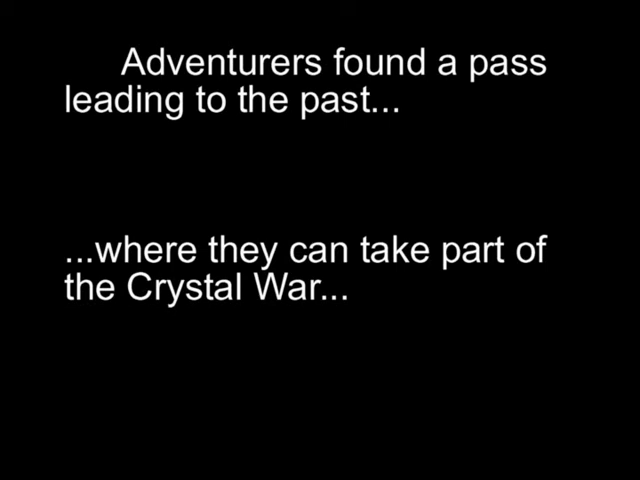 Adventurers found a pass
leading to the past...
...where they can take part of
the Crystal War...